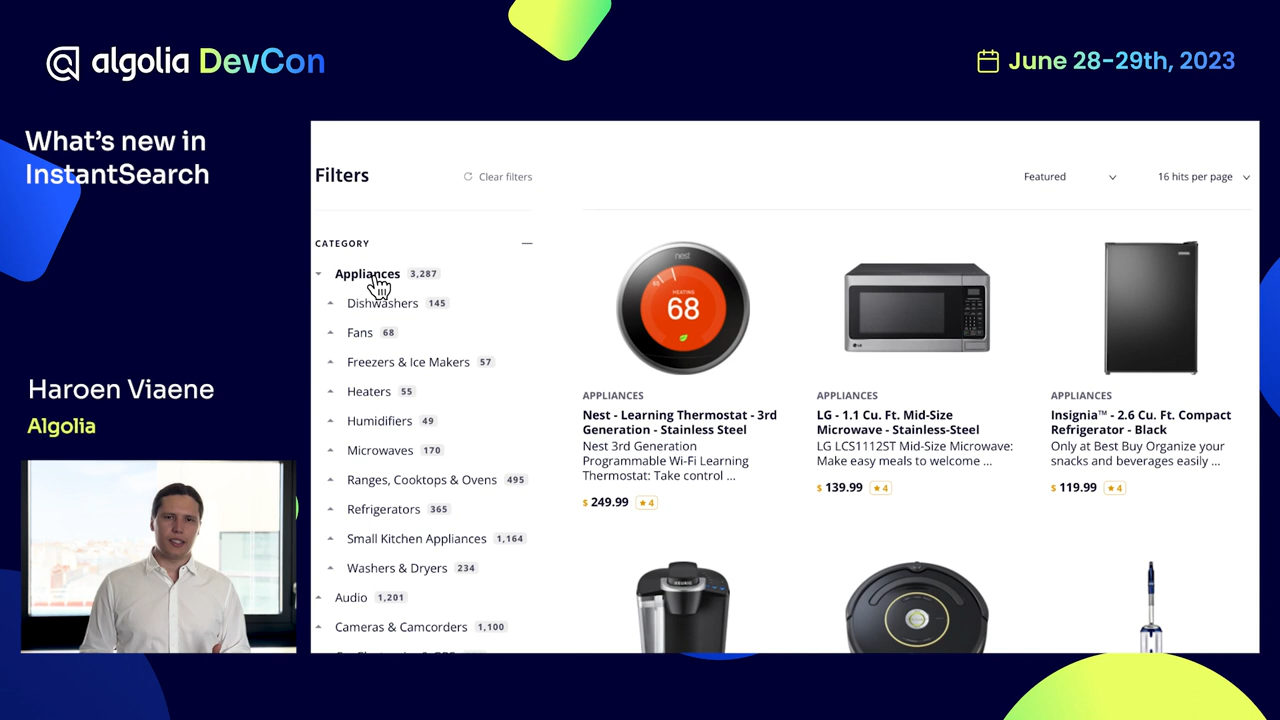 algolia DevCon
June 28-29th, 2023
What's new in
InstantSearch
Haroen Viaene
Algolia
Filters
Clear filters
Featured
16 hits per page
CATEGORY
Appliances 3,287
Dishwashers 145
Fans 68
Freezers & Ice Makers 57
Heaters 55
Humidifiers 49
Microwaves 170
Ranges, Cooktops & Ovens 495
Refrigerators 365
Small Kitchen Appliances 1,164
Washers & Dryers 234
Audio 1,201
Cameras & Camcorders 1,100
nest
HEATING
68
APPLIANCES
Nest - Learning Thermostat - 3rd
Generation - Stainless Steel
Nest 3rd Generation
Programmable Wi-Fi Learning
Thermostat: Take control ...
$ 249.99 ★ 4
LG
APPLIANCES
LG - 1.1 Cu. Ft. Mid-Size
Microwave - Stainless-Steel
LG LCS1112ST Mid-Size Microwave:
Make easy meals to welcome ...
$ 139.99 ★ 4
APPLIANCES
Insignia™ - 2.6 Cu. Ft. Compact
Refrigerator - Black
Only at Best Buy Organize your
snacks and beverages easily ...
$ 119.99 ★ 4
KEURIG